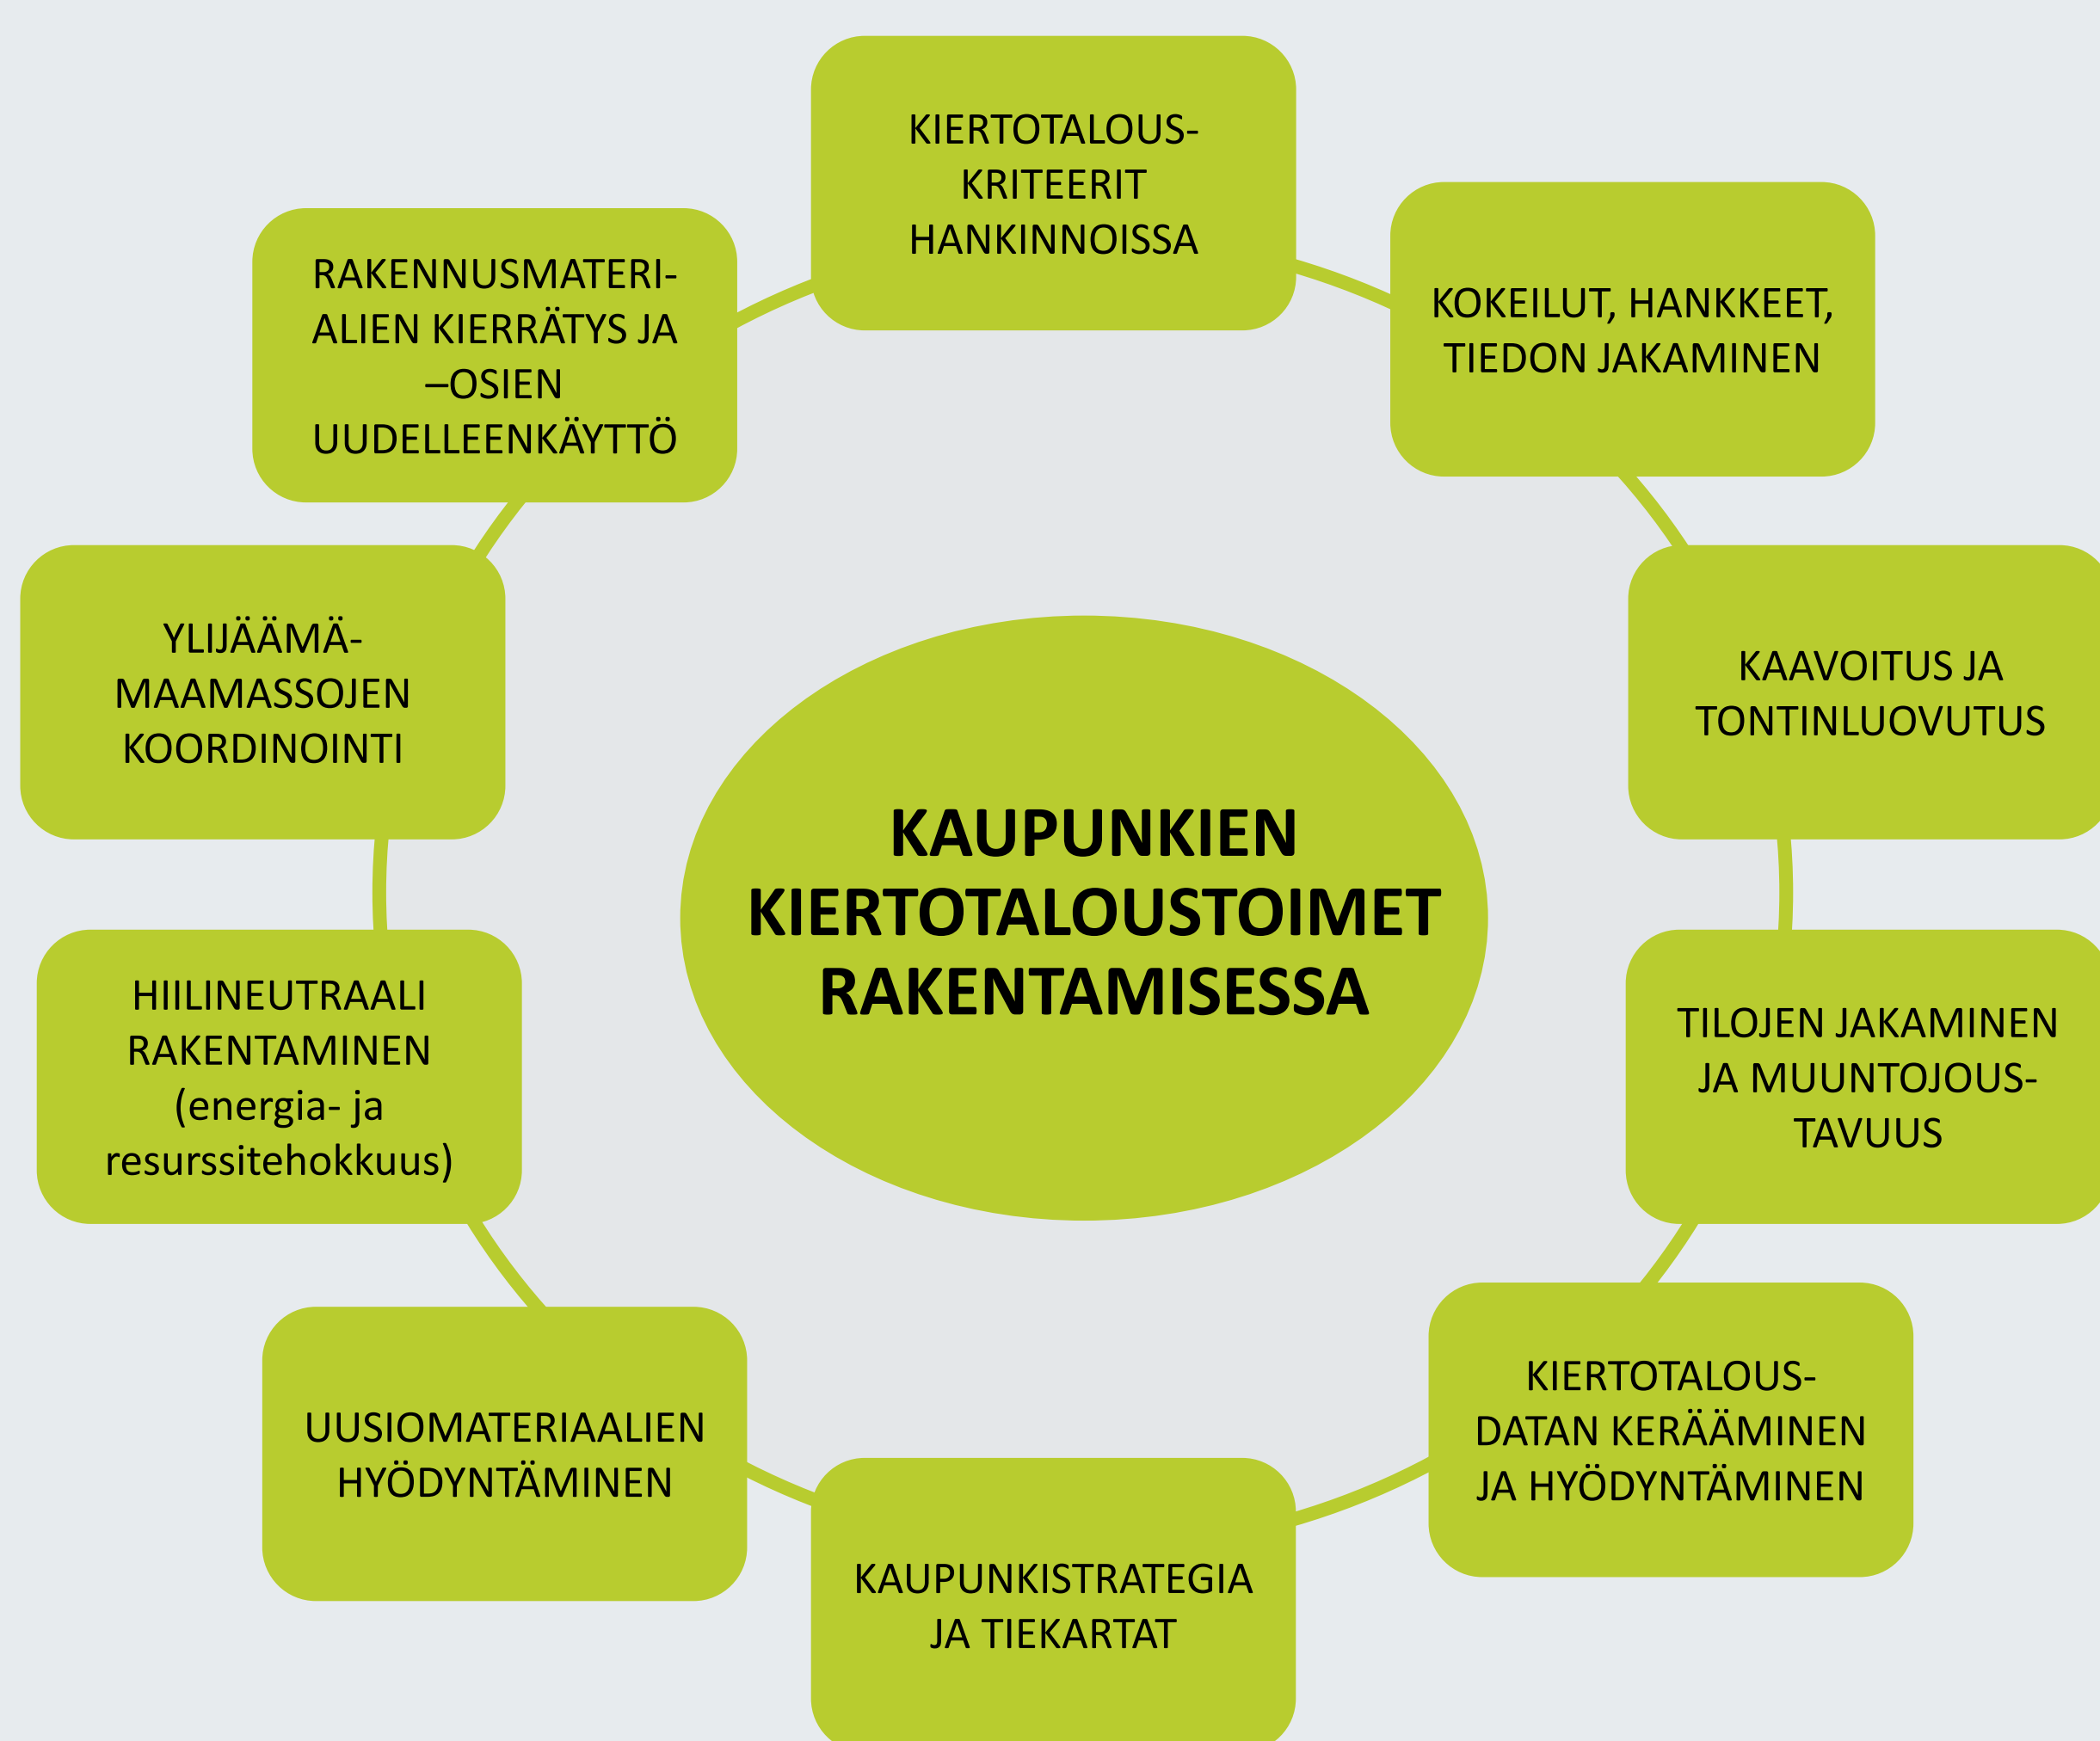 KIERTOTALOUS-
KRITEERIT
HANKINNOISSA
KOKEILUT, HANKKEET,
TIEDON JAKAMINEN
KAAVOITUS JA
TONTINLUOVUTUS
TILOJEN JAKAMINEN
JA MUUNTOJOUS-
TAVUUS
KIERTOTALOUS-
DATAN KERÄÄMINEN
JA HYÖDYNTÄMINEN
KAUPUNKISTRATEGIA
JA TIEKARTAT
UUSIOMATERIAALIEN
HYÖDYNTÄMINEN
HIILINEUTRAALI
RAKENTAMINEN
(energia- ja
resurssitehokkuus)
YLIJÄÄMÄ-
MAAMASSOJEN
KOORDINOINTI
RAKENNUSMATERI-
ALIEN KIERRÄTYS JA
–OSIEN
UUDELLEENKÄYTTÖ
KAUPUNKIEN
KIERTOTALOUSTOIMET
RAKENTAMISESSA